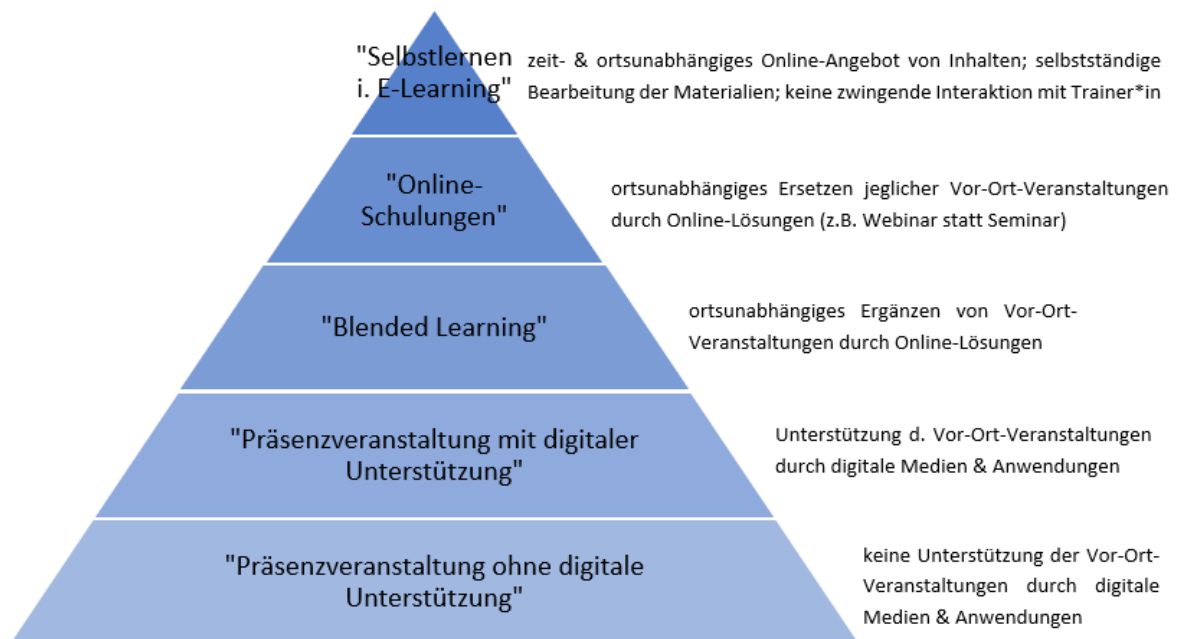 "Selbstlernen
i. E-Learning"
zeit- & ortsunabhängiges Online-Angebot von Inhalten; selbstständige
Bearbeitung der Materialien; keine zwingende Interaktion mit Trainer*in
"Online-
Schulungen"
ortsunabhängiges Ersetzen jeglicher Vor-Ort-Veranstaltungen
durch Online-Lösungen (z.B. Webinar statt Seminar)
"Blended Learning"
ortsunabhängiges Ergänzen von Vor-Ort-
Veranstaltungen durch Online-Lösungen
"Präsenzveranstaltung mit digitaler
Unterstützung"
Unterstützung d. Vor-Ort-Veranstaltungen
durch digitale Medien & Anwendungen
"Präsenzveranstaltung ohne digitale
Unterstützung"
keine Unterstützung der Vor-Ort-
Veranstaltungen durch digitale
Medien & Anwendungen